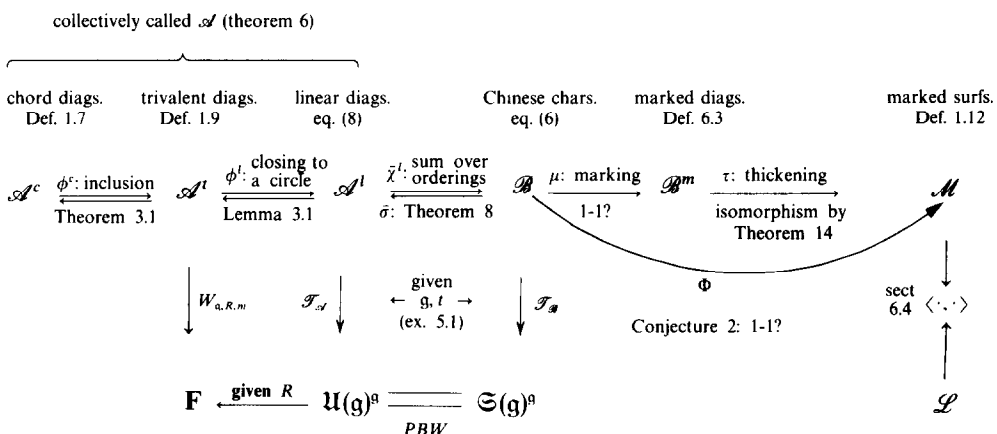 collectively called 𝒜 (theorem 6)
chord diags. trivalent diags. linear diags. Chinese chars. marked diags. marked surfs.
Def. 1.7 Def. 1.9 eq. (8) eq. (6) Def. 6.3 Def. 1.12
𝒜ᶜ φᶜ: inclusion 𝒜ᵗ φˡ: closing to a circle 𝒜ˡ χ̄ˡ: sum over orderings ℬ μ: marking ℬᵐ τ: thickening ℳ
Theorem 3.1 Lemma 3.1 σ̄: Theorem 8 1-1? isomorphism by Theorem 14
Φ
W_{𝔤,R,m} 𝒯_𝒜 ← given 𝔤, t → (ex. 5.1) 𝒯_ℬ Conjecture 2: 1-1? sect 6.4 ⟨·,·⟩
F given R 𝔘(𝔤)^𝔤 PBW 𝔖(𝔤)^𝔤 ℒ